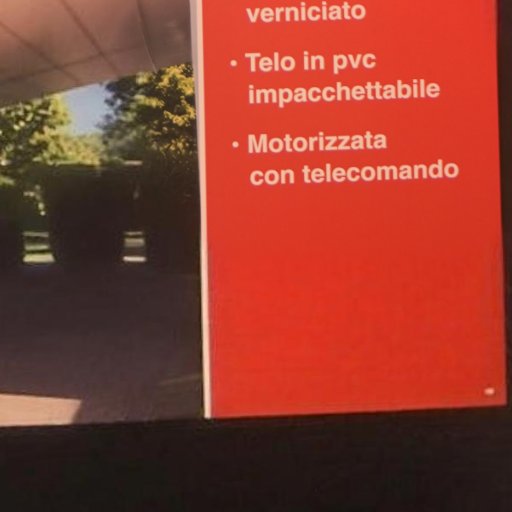 verniciato
• Telo in pvc
impacchettabile
• Motorizzata
con telecomando